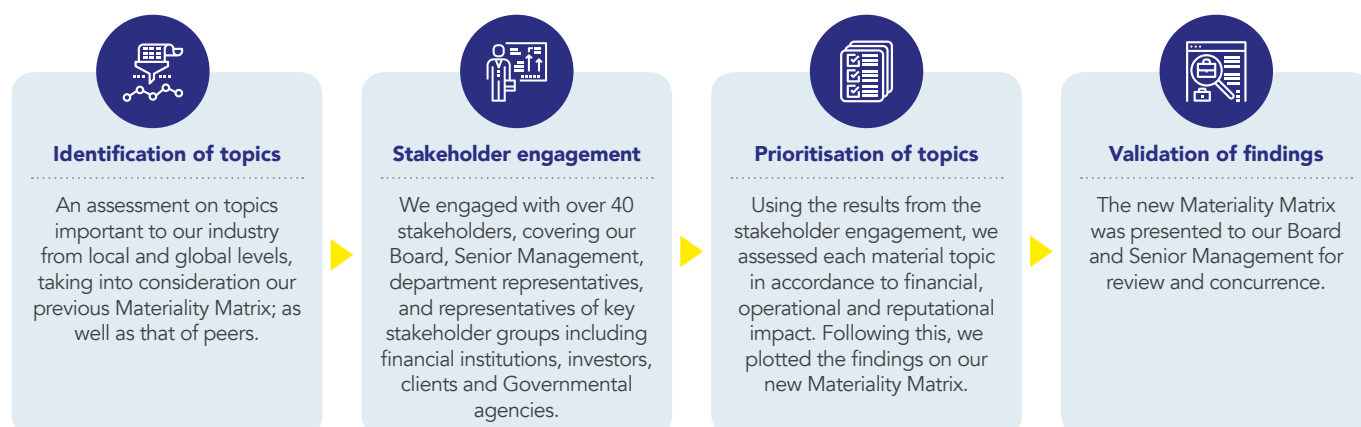 Identification of topics
An assessment on topics
important to our industry
from local and global levels,
taking into consideration our
previous Materiality Matrix; as
well as that of peers.
Stakeholder engagement
We engaged with over 40
stakeholders, covering our
Board, Senior Management,
department representatives,
and representatives of key
stakeholder groups including
financial institutions, investors,
clients and Governmental
agencies.
Prioritisation of topics
Using the results from the
stakeholder engagement, we
assessed each material topic
in accordance to financial,
operational and reputational
impact. Following this, we
plotted the findings on our
new Materiality Matrix.
Validation of findings
The new Materiality Matrix
was presented to our Board
and Senior Management for
review and concurrence.